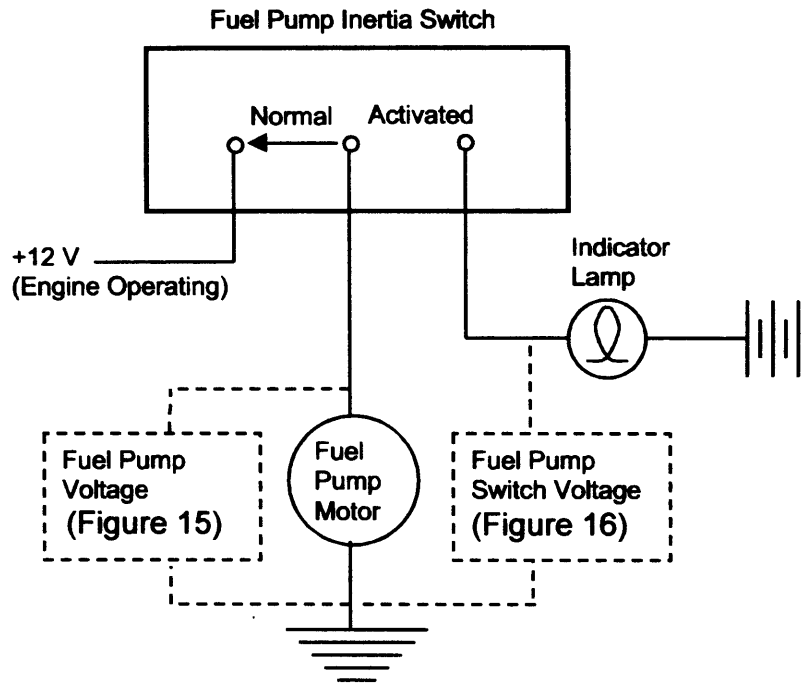 Fuel Pump Inertia Switch
Normal
Activated
+12 V
(Engine Operating)
Indicator
Lamp
Fuel Pump
Voltage
(Figure 15)
Fuel
Pump
Motor
Fuel Pump
Switch Voltage
(Figure 16)